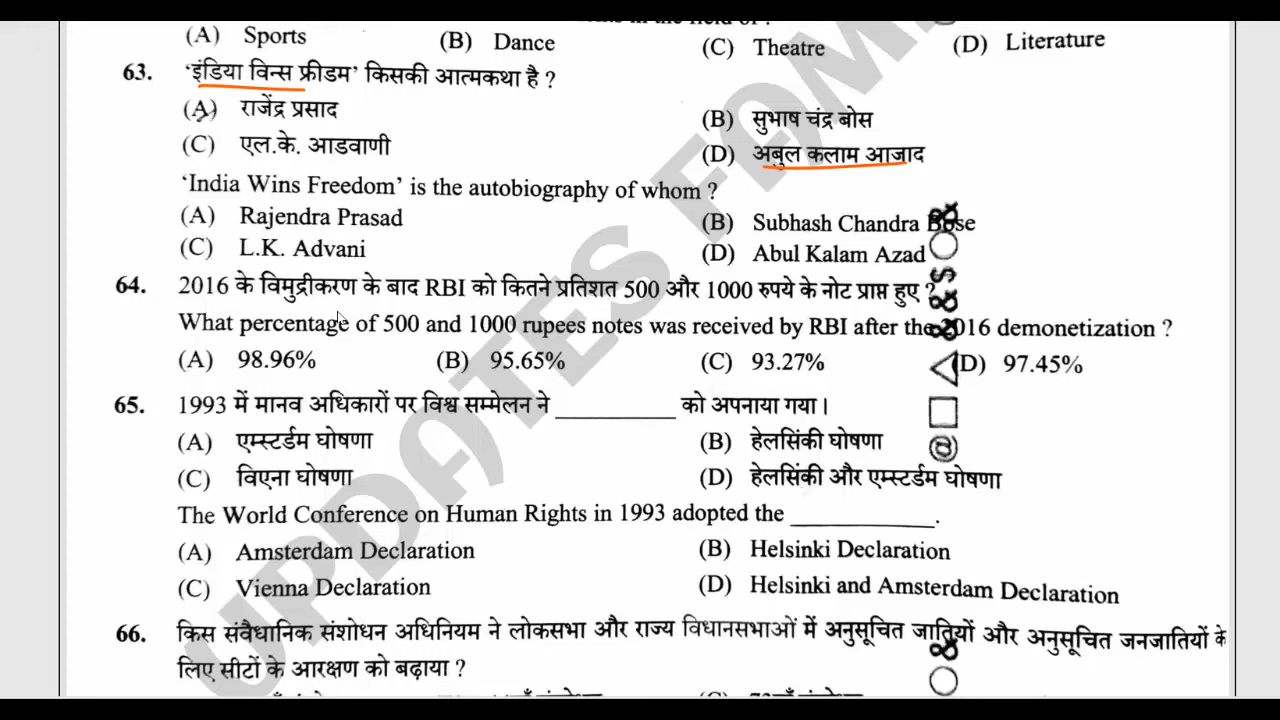 (A) Sports (B) Dance (C) Theatre (D) Literature
63. 'इंडिया विन्स फ्रीडम' किसकी आत्मकथा है ?
(A) राजेंद्र प्रसाद (B) सुभाष चंद्र बोस
(C) एल.के. आडवाणी (D) अबुल कलाम आजाद
'India Wins Freedom' is the autobiography of whom ?
(A) Rajendra Prasad (B) Subhash Chandra Bose
(C) L.K. Advani (D) Abul Kalam Azad
64. 2016 के विमुद्रीकरण के बाद RBI को कितने प्रतिशत 500 और 1000 रुपये के नोट प्राप्त हुए ?
What percentage of 500 and 1000 rupees notes was received by RBI after the 2016 demonetization ?
(A) 98.96% (B) 95.65% (C) 93.27% (D) 97.45%
65. 1993 में मानव अधिकारों पर विश्व सम्मेलन ने __________ को अपनाया गया।
(A) एम्स्टर्डम घोषणा (B) हेलसिंकी घोषणा
(C) विएना घोषणा (D) हेलसिंकी और एम्स्टर्डम घोषणा
The World Conference on Human Rights in 1993 adopted the ____________.
(A) Amsterdam Declaration (B) Helsinki Declaration
(C) Vienna Declaration (D) Helsinki and Amsterdam Declaration
66. किस संवैधानिक संशोधन अधिनियम ने लोकसभा और राज्य विधानसभाओं में अनुसूचित जातियों और अनुसूचित जनजातियों के
लिए सीटों के आरक्षण को बढ़ाया ?
UPDATES